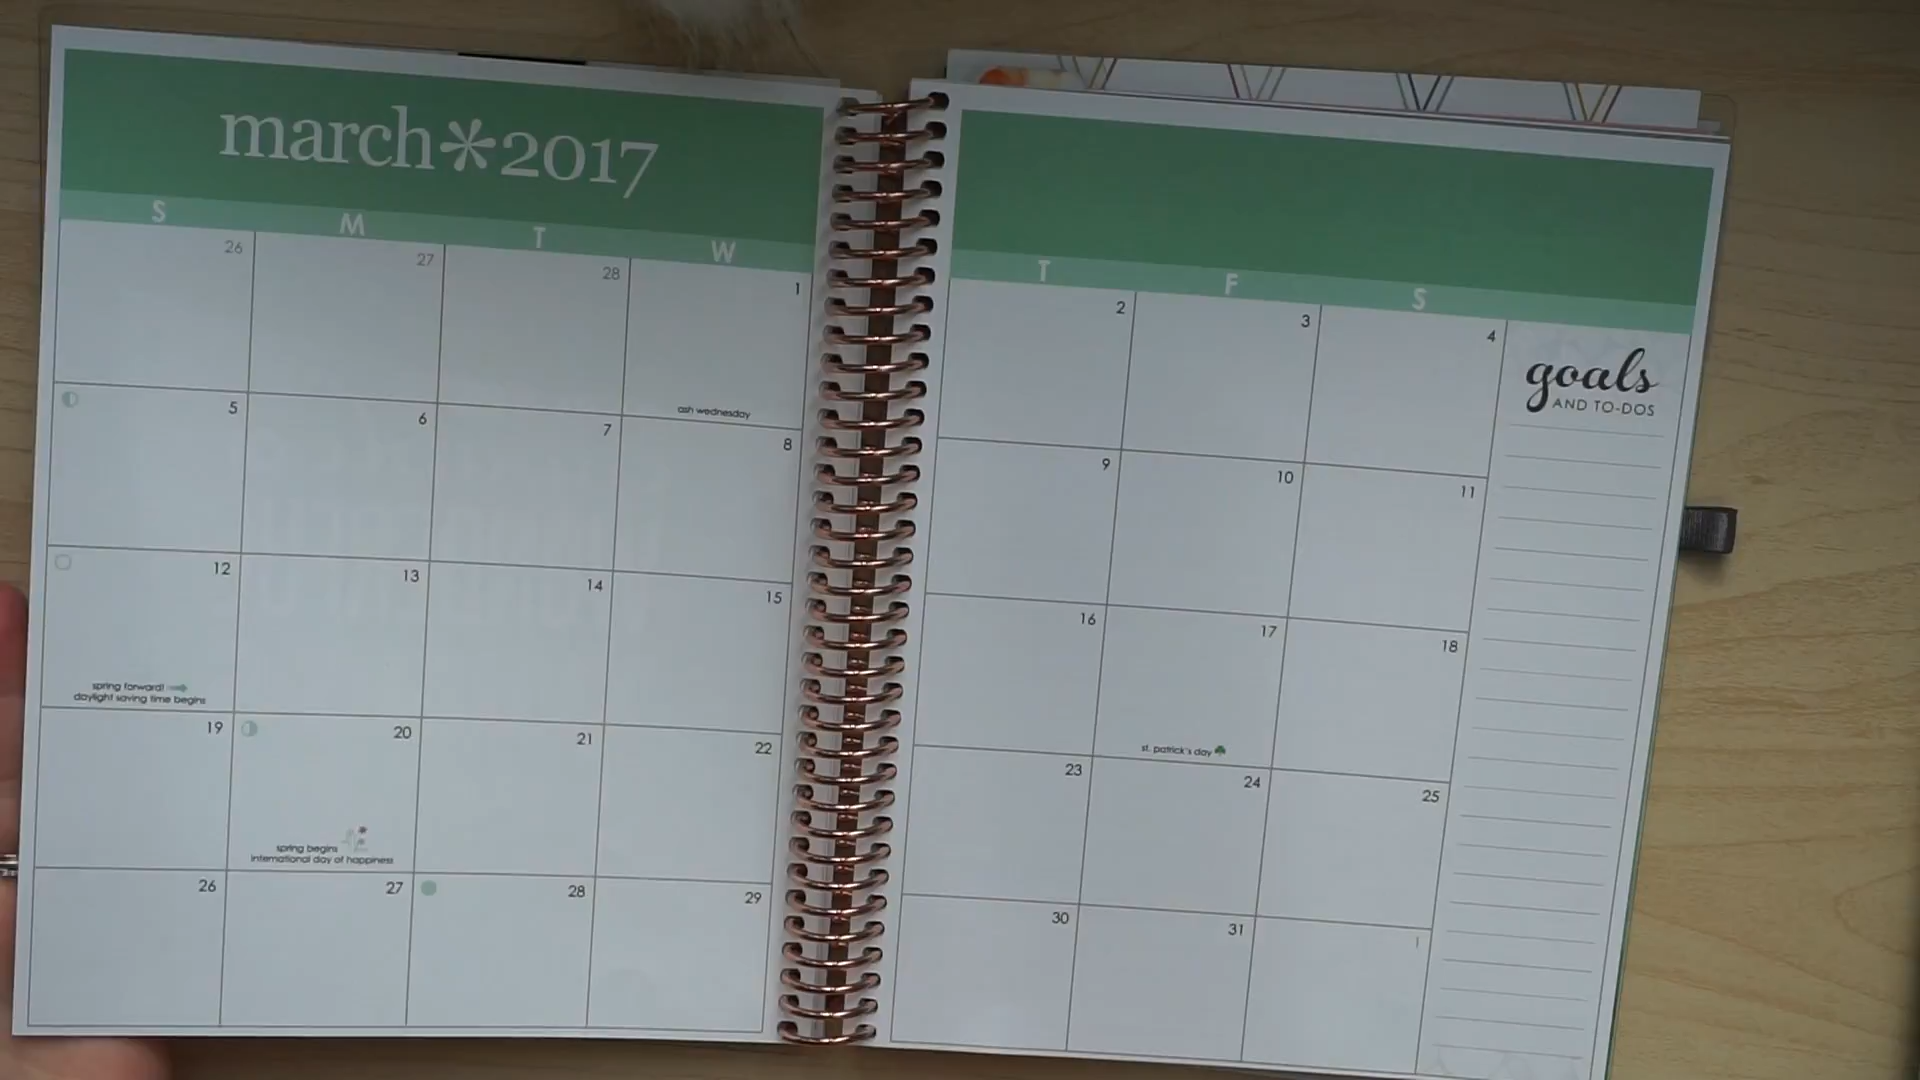 march*2017
S M T W T F S
26 27 28 1 2 3 4
ash wednesday
goals
AND TO-DOS
5 6 7 8 9 10 11
12 13 14 15 16 17 18
spring forward!
daylight saving time begins
st. patrick's day
19 20 21 22 23 24 25
spring begins
international day of happiness
26 27 28 29 30 31 1